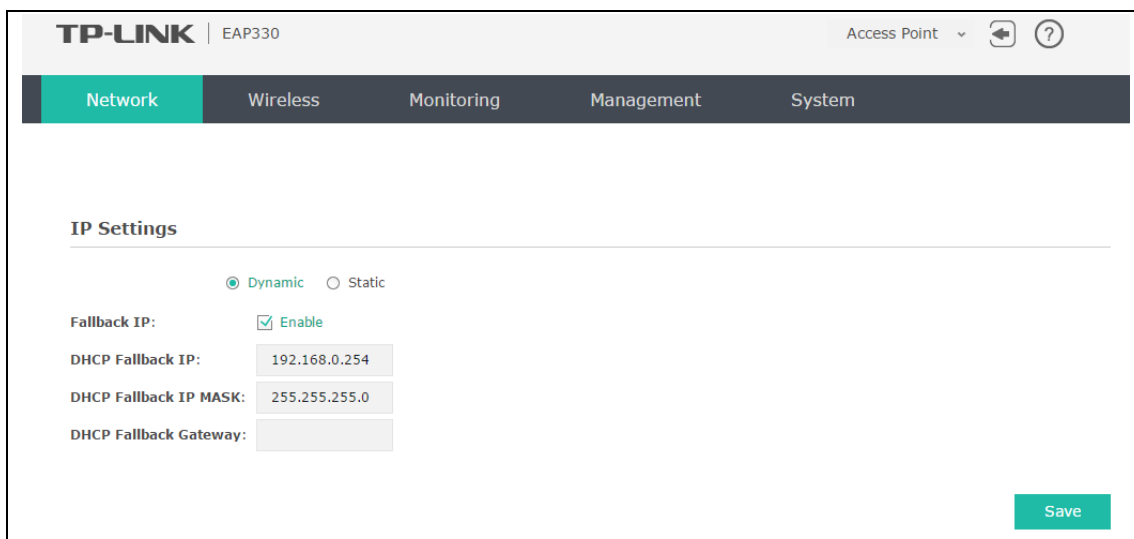 TP-LINK | EAP330 Access Point ?
Network Wireless Monitoring Management System
IP Settings
Dynamic Static
Fallback IP: Enable
DHCP Fallback IP: 192.168.0.254
DHCP Fallback IP MASK: 255.255.255.0
DHCP Fallback Gateway:
Save